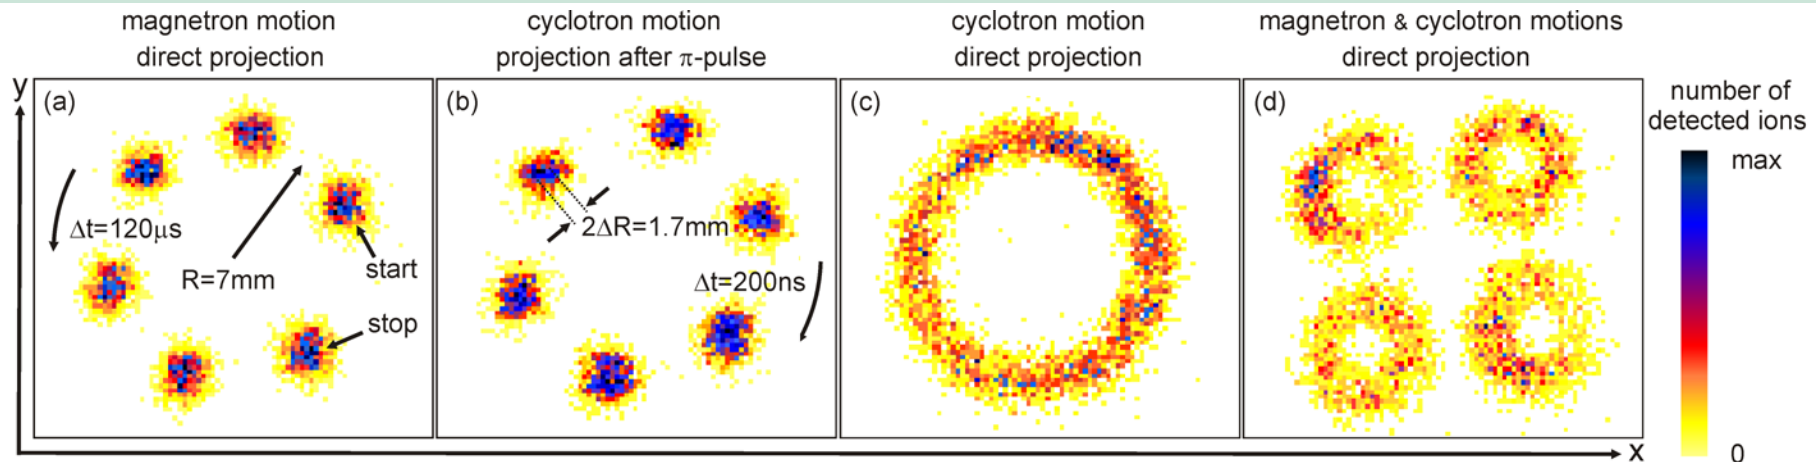 magnetron motion
direct projection
cyclotron motion
projection after π-pulse
cyclotron motion
direct projection
magnetron & cyclotron motions
direct projection
y
(a)
Δt=120μs
R=7mm
start
stop
(b)
2ΔR=1.7mm
Δt=200ns
(c)
(d)
number of
detected ions
max
0
x